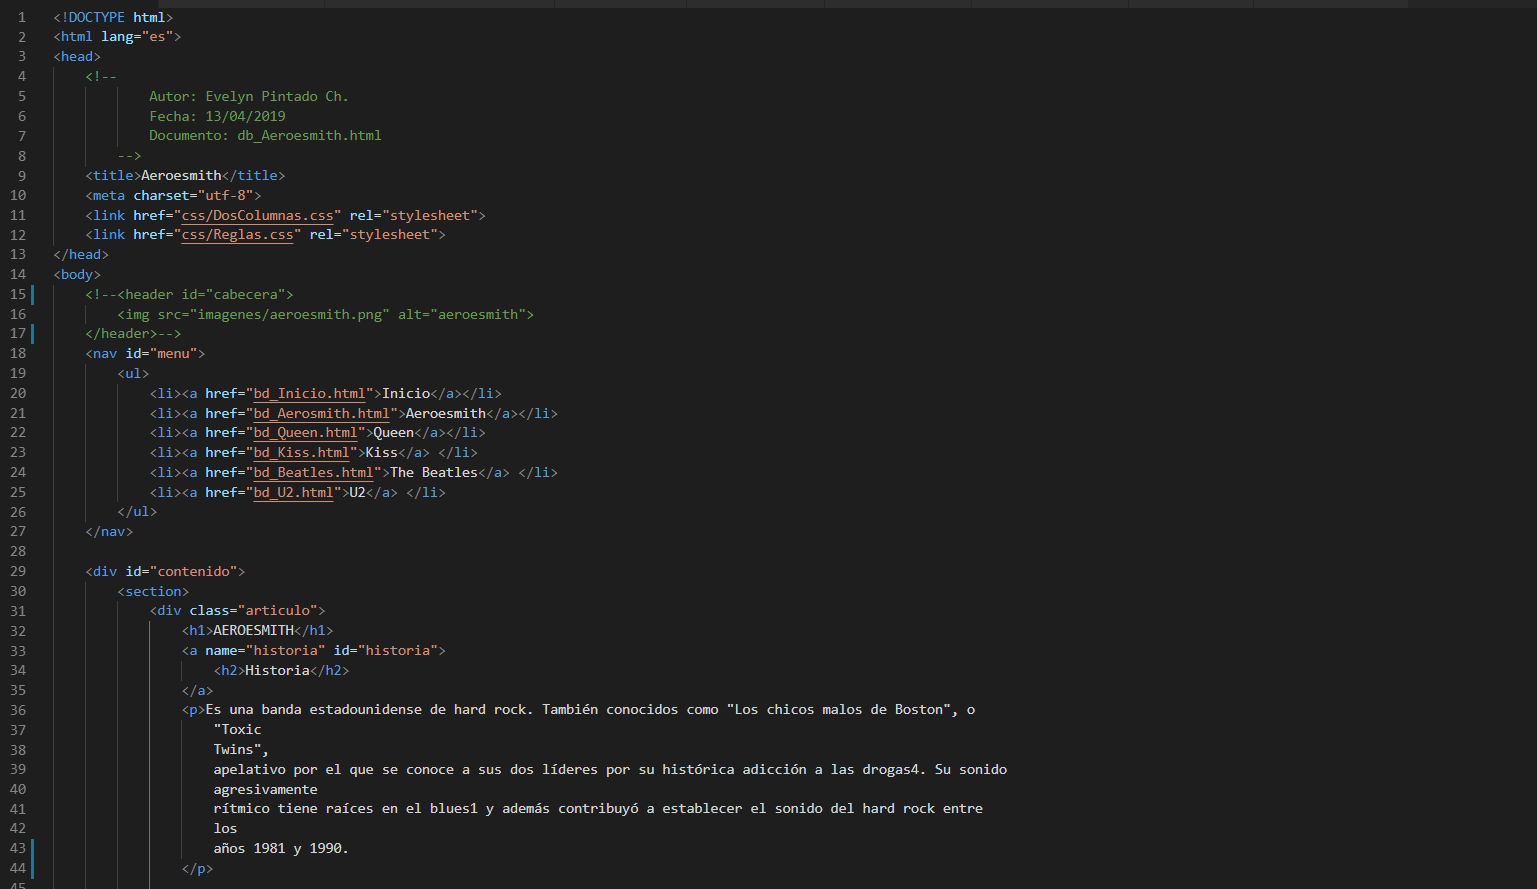 1 <!DOCTYPE html>
2 <html lang="es">
3 <head>
4 <!--
5 Autor: Evelyn Pintado Ch.
6 Fecha: 13/04/2019
7 Documento: db_Aeroesmith.html
8 -->
9 <title>Aeroesmith</title>
10 <meta charset="utf-8">
11 <link href="css/DosColumnas.css" rel="stylesheet">
12 <link href="css/Reglas.css" rel="stylesheet">
13 </head>
14 <body>
15 <!--<header id="cabecera">
16 <img src="imagenes/aeroesmith.png" alt="aeroesmith">
17 </header>-->
18 <nav id="menu">
19 <ul>
20 <li><a href="bd_Inicio.html">Inicio</a></li>
21 <li><a href="bd_Aerosmith.html">Aeroesmith</a></li>
22 <li><a href="bd_Queen.html">Queen</a></li>
23 <li><a href="bd_Kiss.html">Kiss</a> </li>
24 <li><a href="bd_Beatles.html">The Beatles</a> </li>
25 <li><a href="bd_U2.html">U2</a> </li>
26 </ul>
27 </nav>
28
29 <div id="contenido">
30 <section>
31 <div class="articulo">
32 <h1>AEROESMITH</h1>
33 <a name="historia" id="historia">
34 <h2>Historia</h2>
35 </a>
36 <p>Es una banda estadounidense de hard rock. También conocidos como "Los chicos malos de Boston", o
37 "Toxic
38 Twins",
39 apelativo por el que se conoce a sus dos líderes por su histórica adicción a las drogas4. Su sonido
40 agresivamente
41 rítmico tiene raíces en el blues1 y además contribuyó a establecer el sonido del hard rock entre
42 los
43 años 1981 y 1990.
44 </p>
45